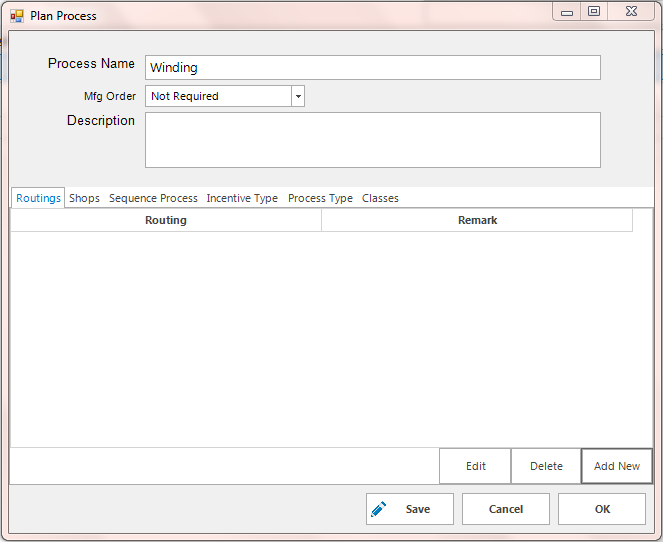 Plan Process
Process Name Winding
Mfg Order Not Required
Description
Routings Shops Sequence Process Incentive Type Process Type Classes
Routing Remark
Edit Delete Add New
Save Cancel OK